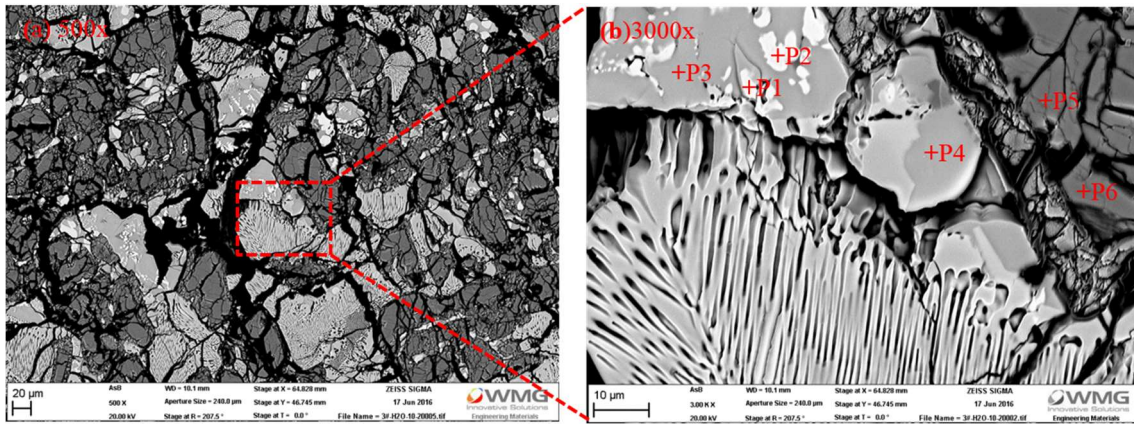 (a) 500x
(b)3000x
+P2
+P3
+P1
+P5
+P4
+P6
20 µm
AsB
500 X
20.00 kV
WD = 10.1 mm
Aperture Size = 240.0 µm
Stage at R = 207.5 °
Stage at X = 64.828 mm
Stage at Y = 46.745 mm
Stage at T = 0.0 °
ZEISS SIGMA
17 Jun 2016
File Name = 3#-H2O-10-20005.tif
WMG
Innovative Solutions
Engineering Materials
10 µm
AsB
3.00 K X
20.00 kV
WD = 10.1 mm
Aperture Size = 240.0 µm
Stage at R = 207.5 °
Stage at X = 64.828 mm
Stage at Y = 46.745 mm
Stage at T = 0.0 °
ZEISS SIGMA
17 Jun 2016
File Name = 3#-H2O-10-20002.tif
WMG
Innovative Solutions
Engineering Materials